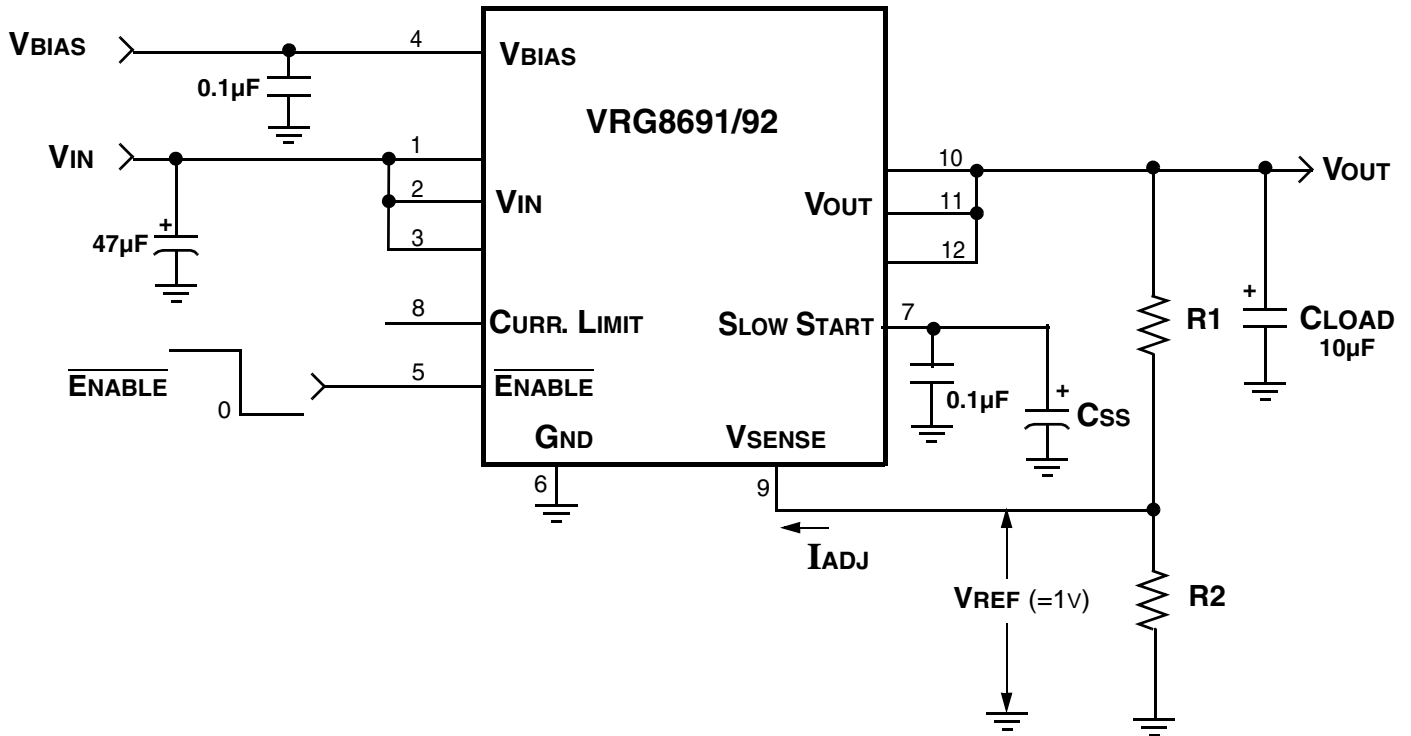 VBIAS
4
VBIAS
0.1µF
VRG8691/92
VIN
1
2
3
VIN
47µF
+
10
11
12
VOUT
VOUT
8
CURR. LIMIT
SLOW START
7
R1
+
CLOAD
10µF
ENABLE
0
5
ENABLE
0.1µF
+
CSS
GND
VSENSE
6
9
IADJ
VREF (=1V)
R2